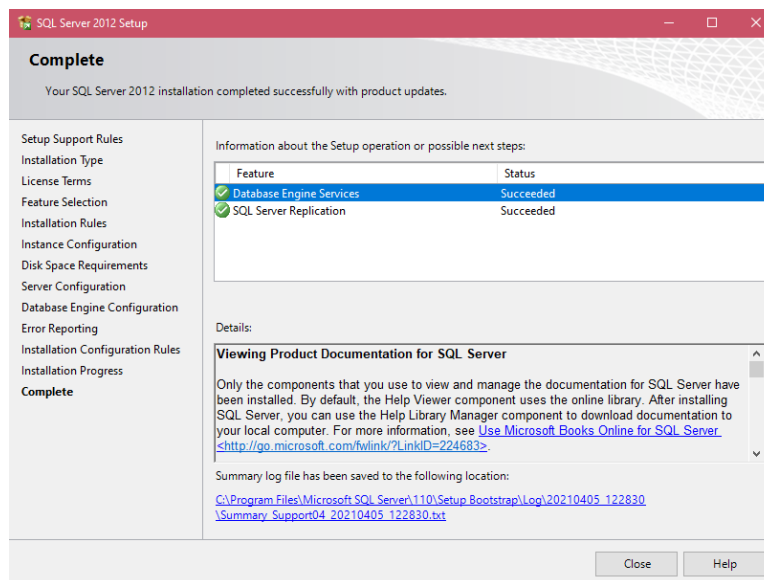 SQL Server 2012 Setup
Complete
Your SQL Server 2012 installation completed successfully with product updates.
Setup Support Rules
Installation Type
License Terms
Feature Selection
Installation Rules
Instance Configuration
Disk Space Requirements
Server Configuration
Database Engine Configuration
Error Reporting
Installation Configuration Rules
Installation Progress
Complete
Information about the Setup operation or possible next steps:
Feature Status
Database Engine Services Succeeded
SQL Server Replication Succeeded
Details:
Viewing Product Documentation for SQL Server
Only the components that you use to view and manage the documentation for SQL Server have
been installed. By default, the Help Viewer component uses the online library. After installing
SQL Server, you can use the Help Library Manager component to download documentation to
your local computer. For more information, see Use Microsoft Books Online for SQL Server
<http://go.microsoft.com/fwlink/?LinkID=224683>.
Summary log file has been saved to the following location:
C:\Program Files\Microsoft SQL Server\110\Setup Bootstrap\Log\20210405_122830
\Summary_Support04_20210405_122830.txt
Close Help